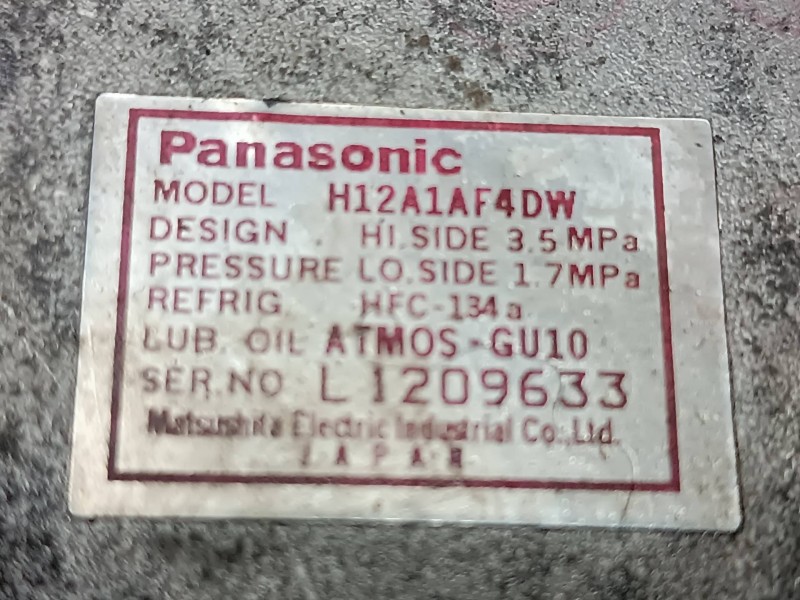 Panasonic
MODEL H12A1AF4DW
DESIGN HI.SIDE 3.5 MPa
PRESSURE LO.SIDE 1.7MPa
REFRIG. HFC-134a
LUB. OIL ATMOS-GU10
SER.NO L1209633
Matsushita Electric Industrial Co.,Ltd.
JAPAN